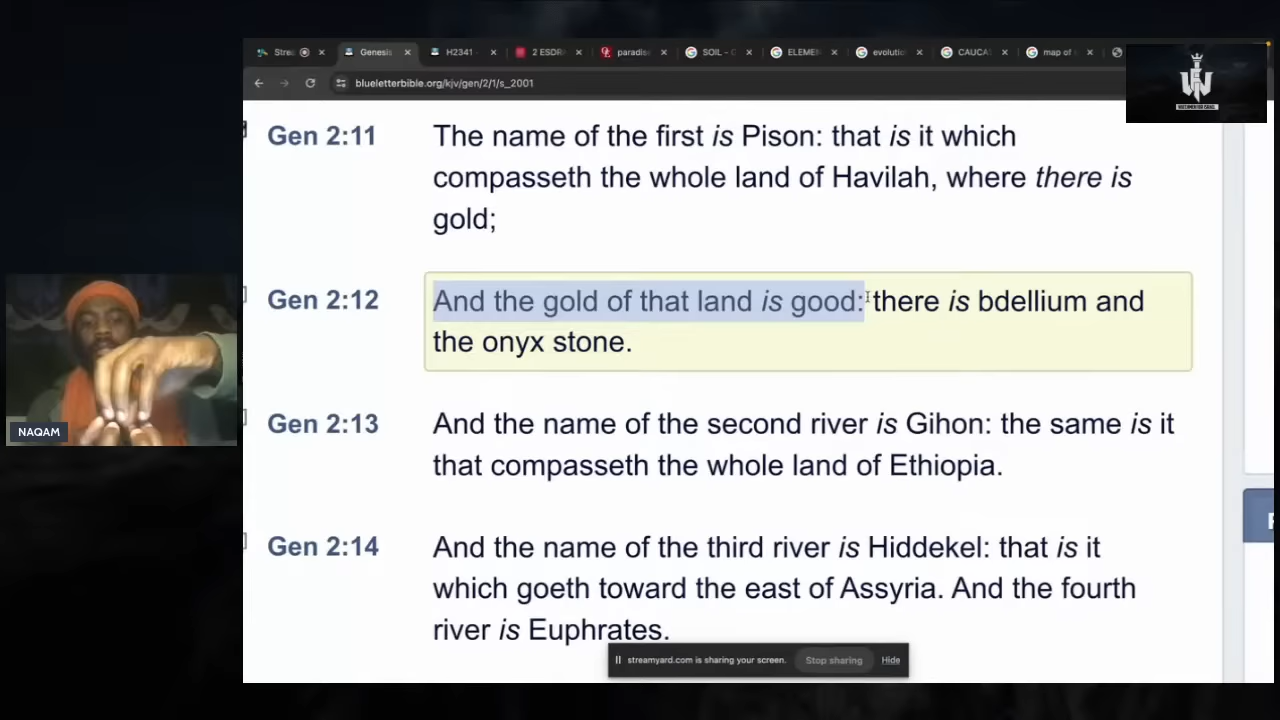 Stre
Genesis
H2341 -
2 ESDR
paradis
SOIL -
ELEMEN
evolutio
CAUCA
map of
blueletterbible.org/kjv/gen/2/1/s_2001
Gen 2:11
The name of the first is Pison: that is it which
compasseth the whole land of Havilah, where there is
gold;
Gen 2:12
And the gold of that land is good: there is bdellium and
the onyx stone.
Gen 2:13
And the name of the second river is Gihon: the same is it
that compasseth the whole land of Ethiopia.
Gen 2:14
And the name of the third river is Hiddekel: that is it
which goeth toward the east of Assyria. And the fourth
river is Euphrates.
NAQAM
streamyard.com is sharing your screen.
Stop sharing
Hide